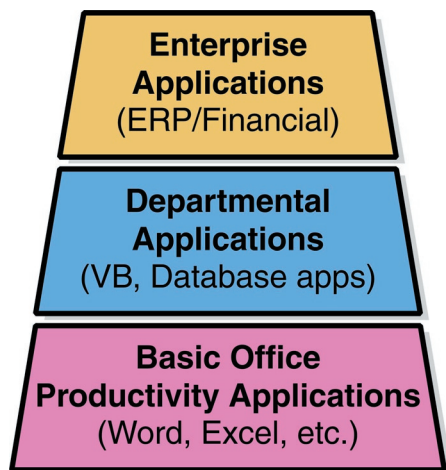 Enterprise
Applications
(ERP/Financial)
Departmental
Applications
(VB, Database apps)
Basic Office
Productivity Applications
(Word, Excel, etc.)